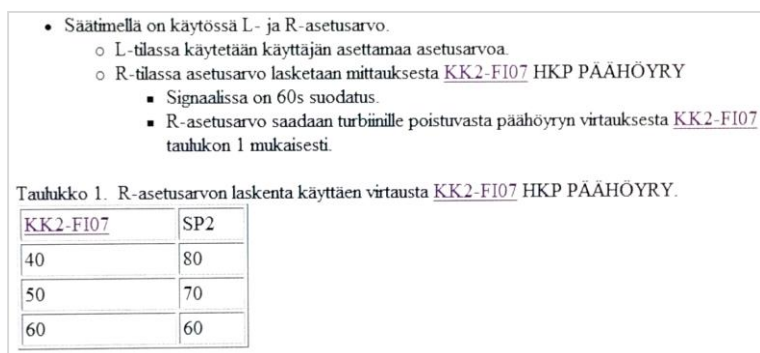 Säätimellä on käytössä L- ja R-asetusarvo.
L-tilassa käytetään käyttäjän asettamaa asetusarvoa.
R-tilassa asetusarvo lasketaan mittauksesta KK2-FI07 HKP PÄÄHÖYRY
Signaalissa on 60s suodatus.
R-asetusarvo saadaan turbiinille poistuvasta päähöyryn virtauksesta KK2-FI07
taulukon 1 mukaisesti.
Taulukko 1. R-asetusarvon laskenta käyttäen virtausta KK2-FI07 HKP PÄÄHÖYRY.
KK2-FI07 SP2
40 80
50 70
60 60